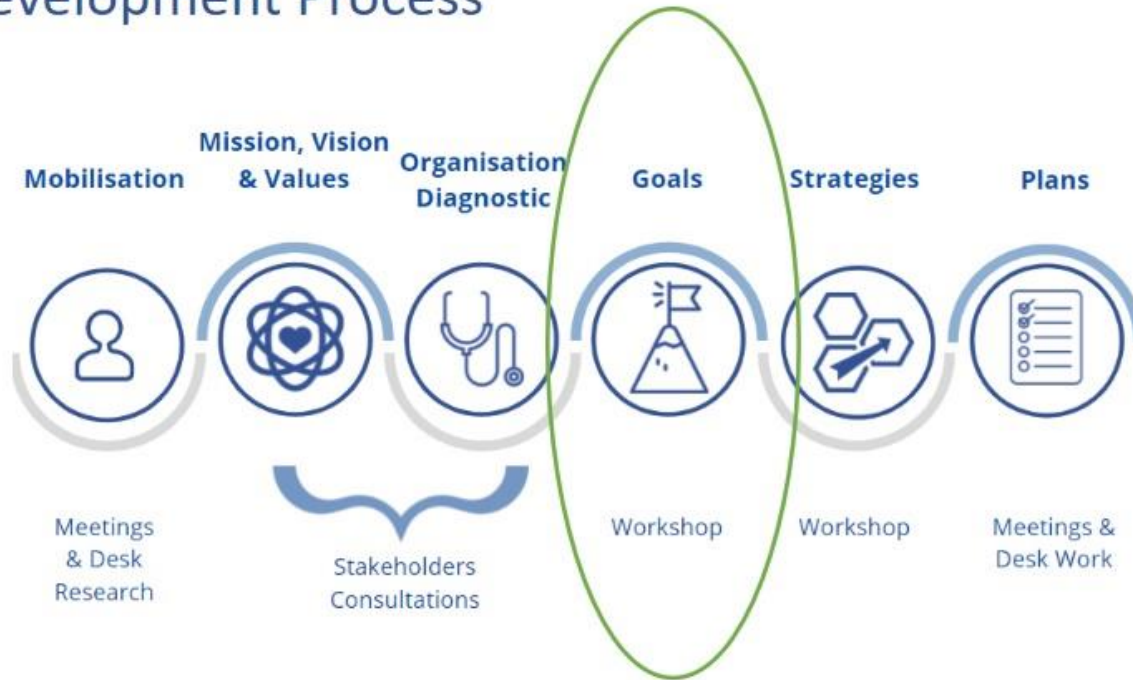 evelopment Process
Mobilisation
Mission, Vision
& Values
Organisation
Diagnostic
Goals
Strategies
Plans
Meetings
& Desk
Research
Stakeholders
Consultations
Workshop
Workshop
Meetings &
Desk Work